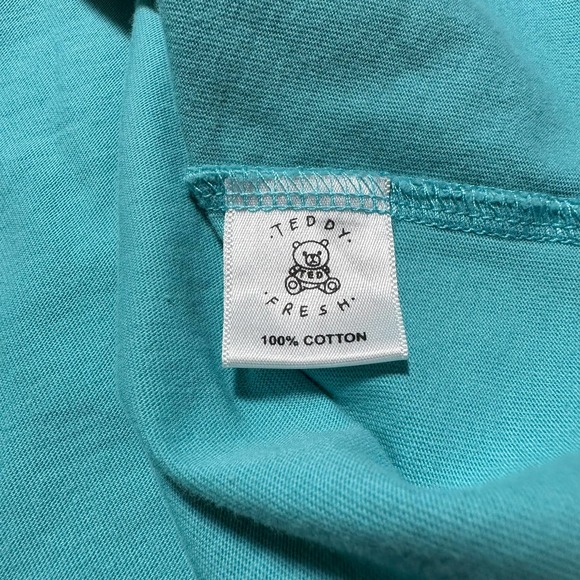 ·TEDDY·
TED
·FRESH·
100% COTTON